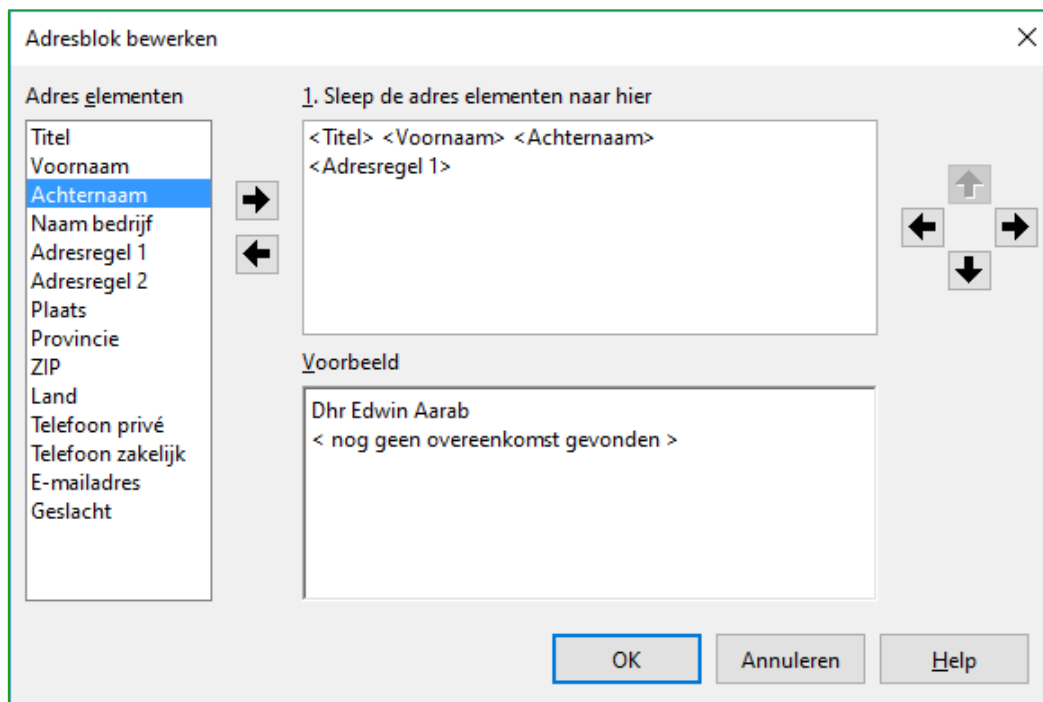 Adresblok bewerken
Adres elementen
Titel
Voornaam
Achternaam
Naam bedrijf
Adresregel 1
Adresregel 2
Plaats
Provincie
ZIP
Land
Telefoon privé
Telefoon zakelijk
E-mailadres
Geslacht
1. Sleep de adres elementen naar hier
<Titel> <Voornaam> <Achternaam>
<Adresregel 1>
Voorbeeld
Dhr Edwin Aarab
< nog geen overeenkomst gevonden >
OK
Annuleren
Help